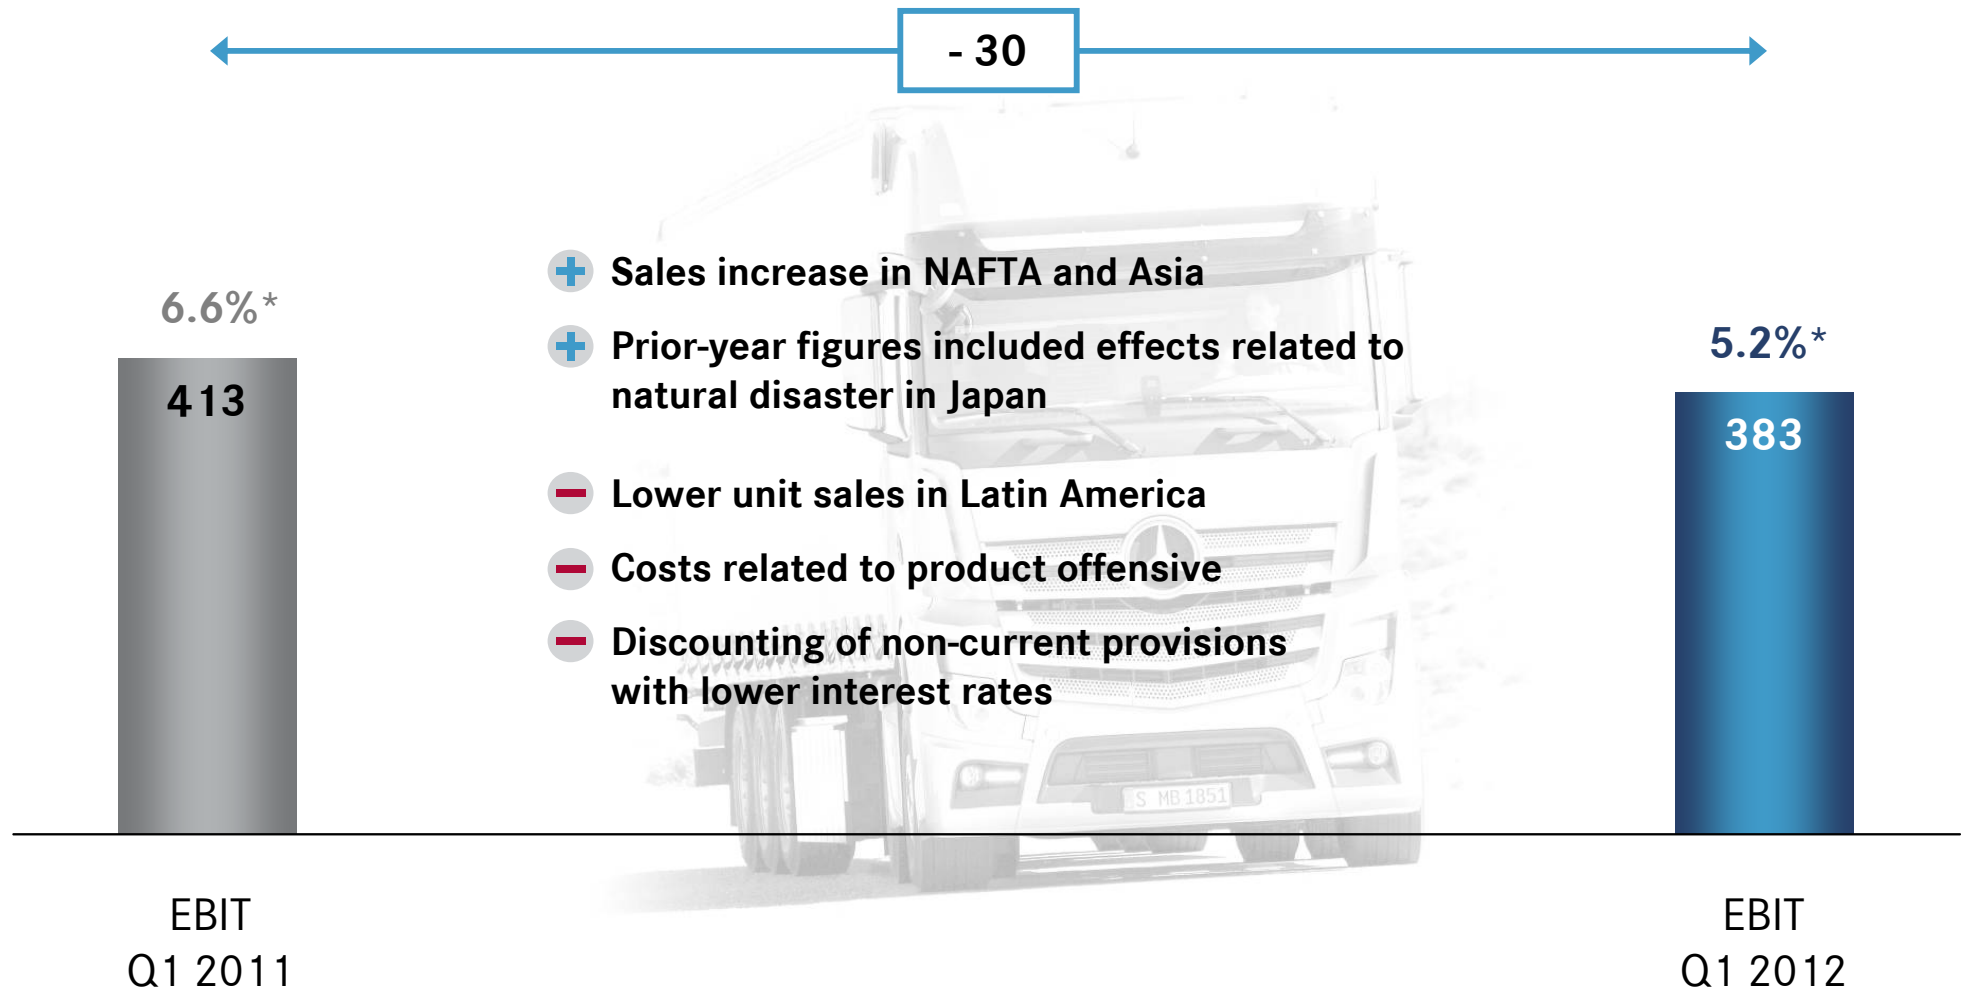 - 30
6.6%*
413
+ Sales increase in NAFTA and Asia
+ Prior-year figures included effects related to
natural disaster in Japan
– Lower unit sales in Latin America
– Costs related to product offensive
– Discounting of non-current provisions
with lower interest rates
5.2%*
383
S MB 1851
EBIT
Q1 2011
EBIT
Q1 2012